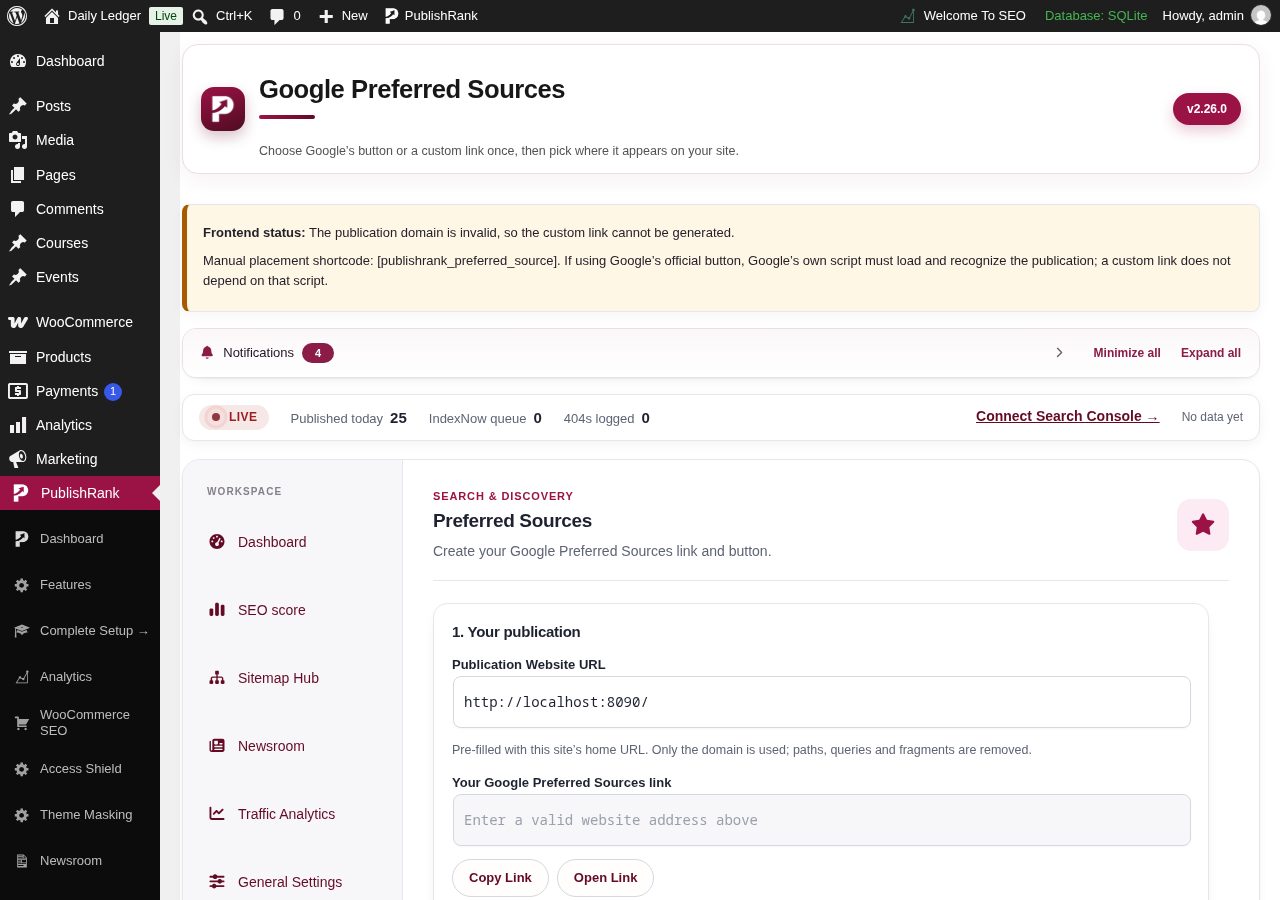 Daily Ledger Live Ctrl+K 0 New PublishRank Welcome To SEO Database: SQLite Howdy, admin
Dashboard
Posts
Media
Pages
Comments
Courses
Events
WooCommerce
Products
Payments 1
Analytics
Marketing
PublishRank
Dashboard
Features
Complete Setup →
Analytics
WooCommerce
SEO
Access Shield
Theme Masking
Newsroom
Google Preferred Sources
v2.26.0
Choose Google's button or a custom link once, then pick where it appears on your site.
Frontend status: The publication domain is invalid, so the custom link cannot be generated.
Manual placement shortcode: [publishrank_preferred_source]. If using Google's official button, Google's own script must load and recognize the publication; a custom link does not
depend on that script.
Notifications 4 Minimize all Expand all
LIVE Published today 25 IndexNow queue 0 404s logged 0 Connect Search Console → No data yet
WORKSPACE
Dashboard
SEO score
Sitemap Hub
Newsroom
Traffic Analytics
General Settings
SEARCH & DISCOVERY
Preferred Sources
Create your Google Preferred Sources link and button.
1. Your publication
Publication Website URL
http://localhost:8090/
Pre-filled with this site's home URL. Only the domain is used; paths, queries and fragments are removed.
Your Google Preferred Sources link
Enter a valid website address above
Copy Link Open Link